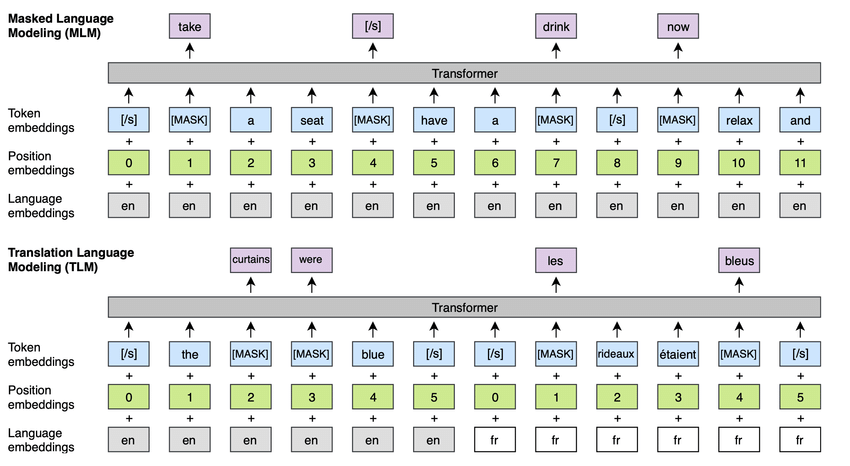 Masked Language
Modeling (MLM)
take [/s] drink now
Transformer
Token
embeddings
[/s] [MASK] a seat [MASK] have a [MASK] [/s] [MASK] relax and
+ + + + + + + + + + + +
Position
embeddings
0 1 2 3 4 5 6 7 8 9 10 11
+ + + + + + + + + + + +
Language
embeddings
en en en en en en en en en en en en
Translation Language
Modeling (TLM)
curtains were les bleus
Transformer
Token
embeddings
[/s] the [MASK] [MASK] blue [/s] [/s] [MASK] rideaux étaient [MASK] [/s]
+ + + + + + + + + + + +
Position
embeddings
0 1 2 3 4 5 0 1 2 3 4 5
+ + + + + + + + + + + +
Language
embeddings
en en en en en en fr fr fr fr fr fr